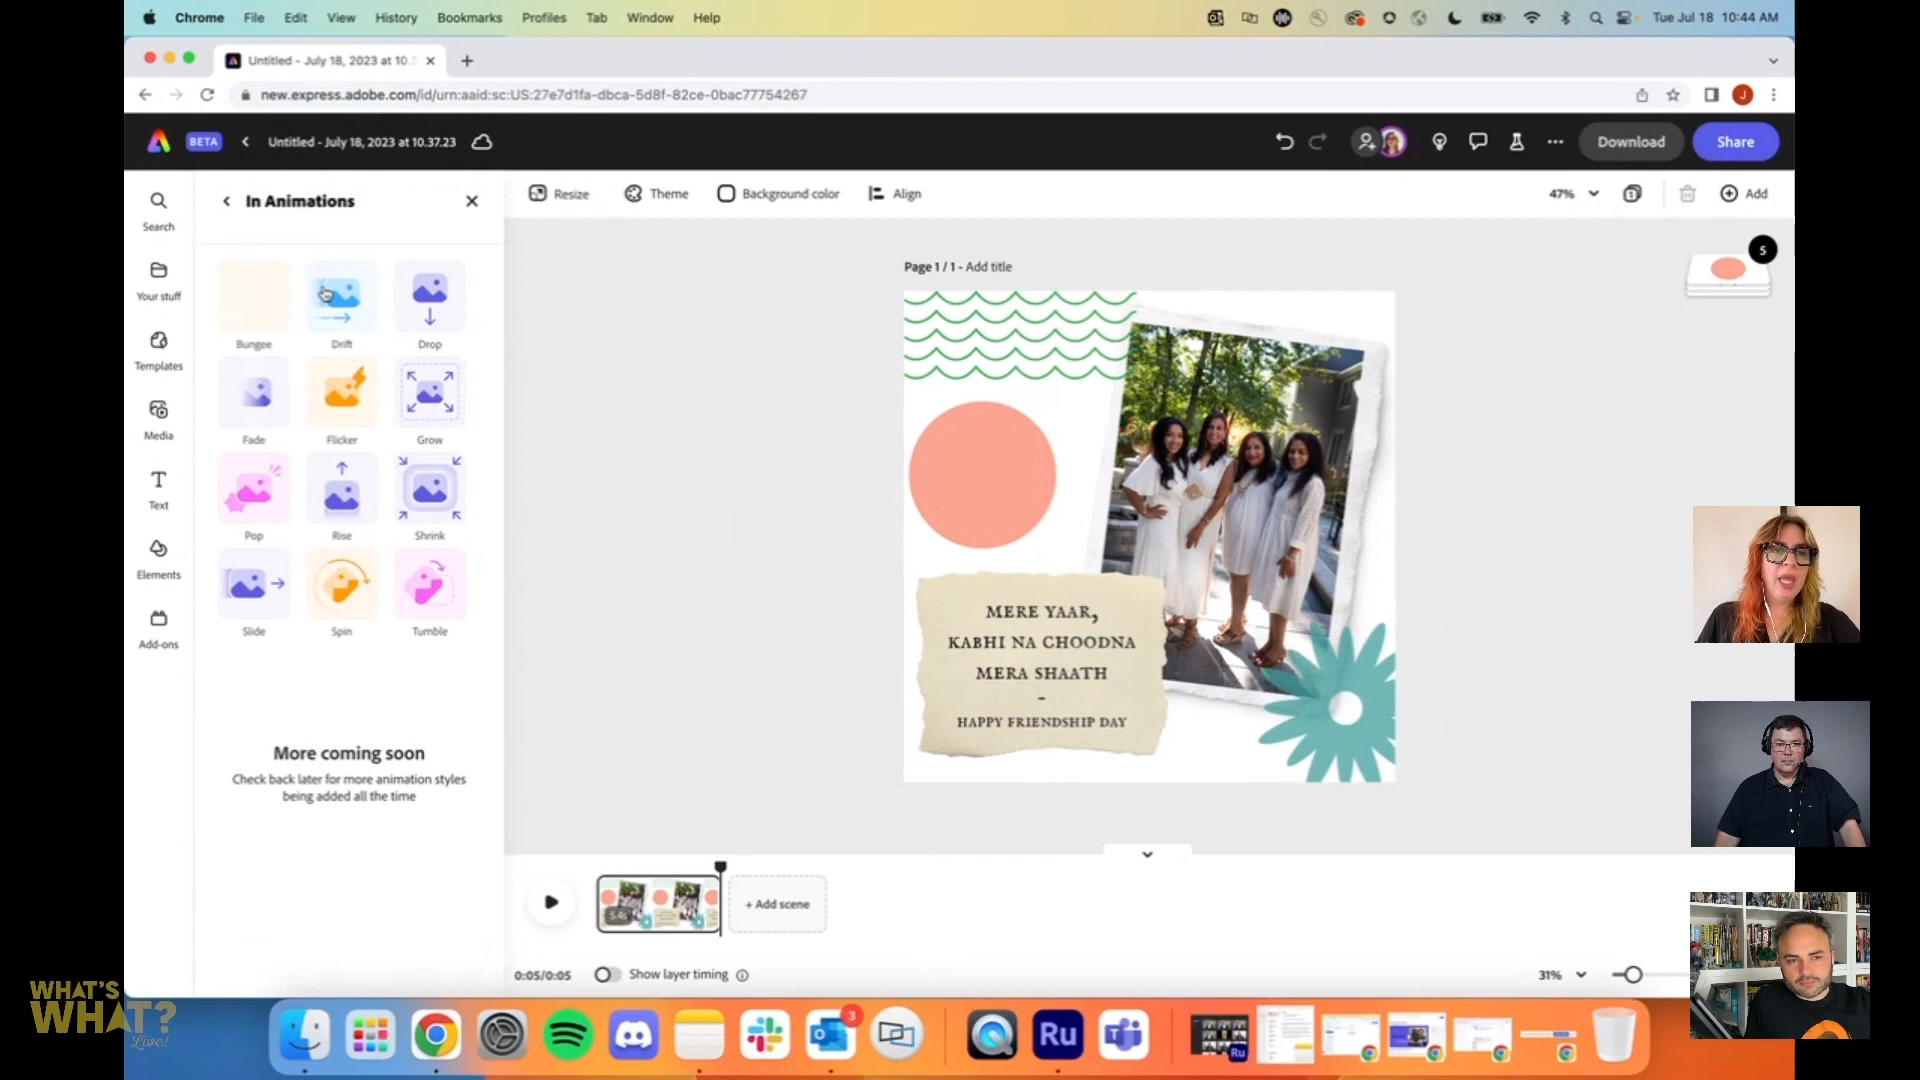 Chrome File Edit View History Bookmarks Profiles Tab Window Help Tue Jul 18 10:44 AM
Untitled - July 18, 2023 at 10.
new.express.adobe.com/id/urn:aaid:sc:US:27e7d1fa-dbca-5d8f-82ce-0bac77754267 J
BETA Untitled - July 18, 2023 at 10.37.23 Download Share
Search
Your stuff
Templates
Media
Text
Elements
Add-ons
In Animations
Bungee Drift Drop
Fade Flicker Grow
Pop Rise Shrink
Slide Spin Tumble
More coming soon
Check back later for more animation styles
being added all the time
Resize Theme Background color Align 47% 1 Add
5
Page 1 / 1 - Add title
MERE YAAR,
KABHI NA CHOODNA
MERA SHAATH
-
HAPPY FRIENDSHIP DAY
5.4s
+ Add scene
0:05/0:05 Show layer timing 31%
WHAT'S
WHAT?
Live!
3
Ru
Ru